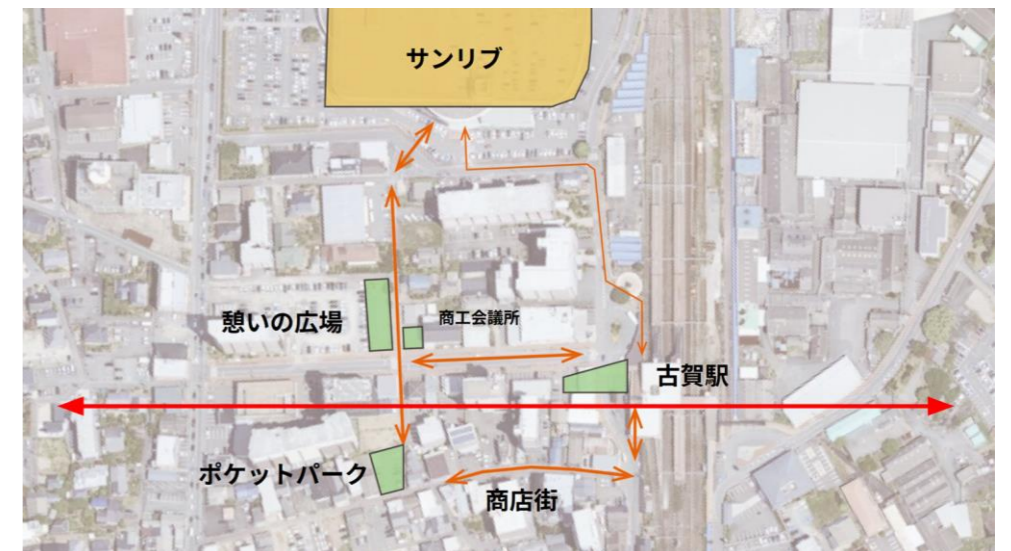 サンリブ
憩いの広場
商工会議所
古賀駅
ポケットパーク
商店街